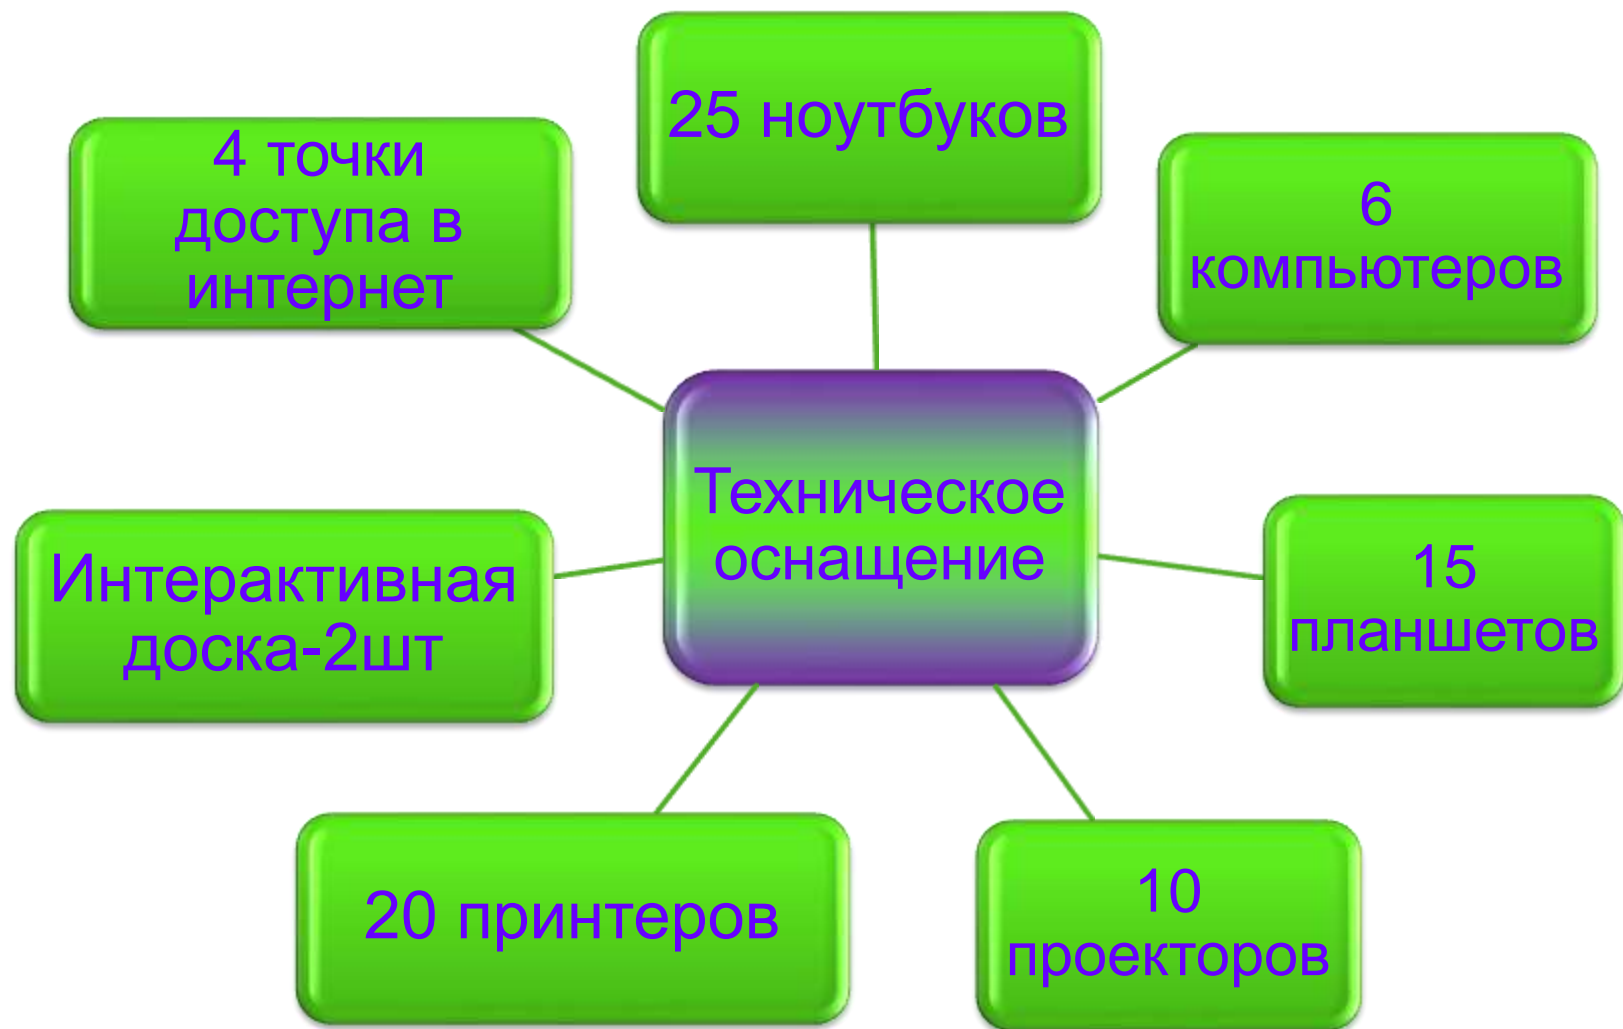 25 ноутбуков
4 точки
доступа в
интернет
6
компьютеров
Техническое
оснащение
Интерактивная
доска-2шт
15
планшетов
20 принтеров
10
проекторов